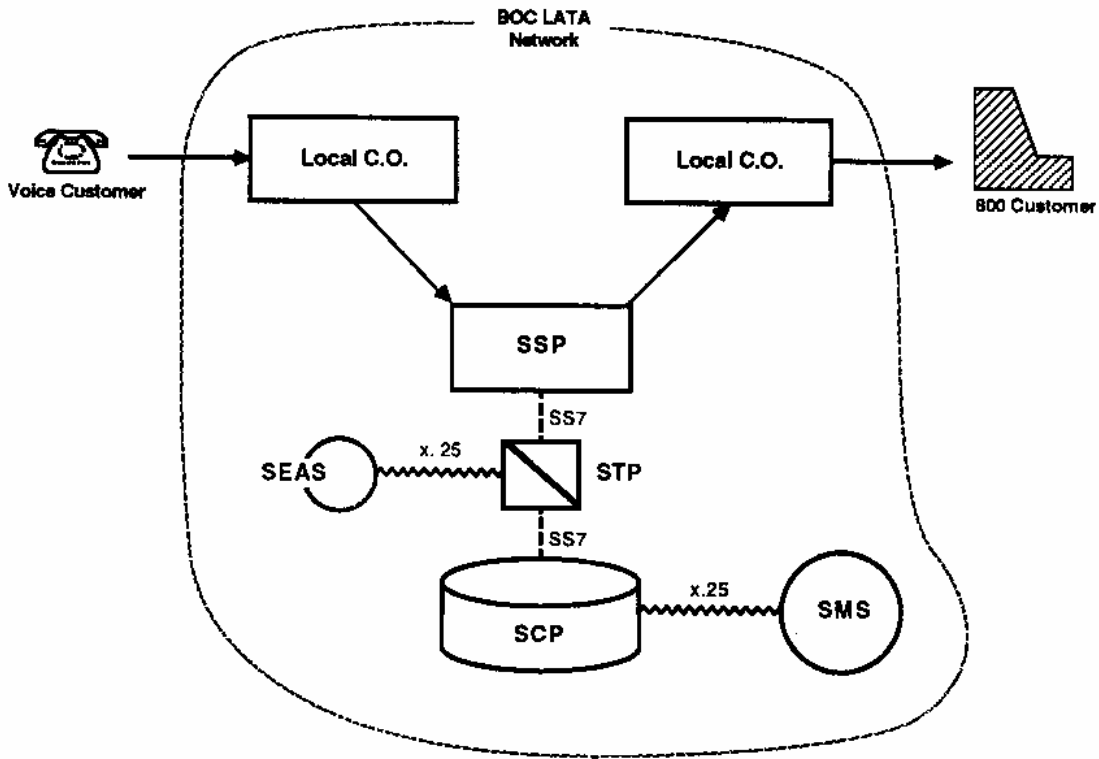 BOC LATA
Network
Local C.O.
Local C.O.
Voice Customer
800 Customer
SSP
SS7
x. 25
SEAS
STP
SS7
x.25
SCP
SMS